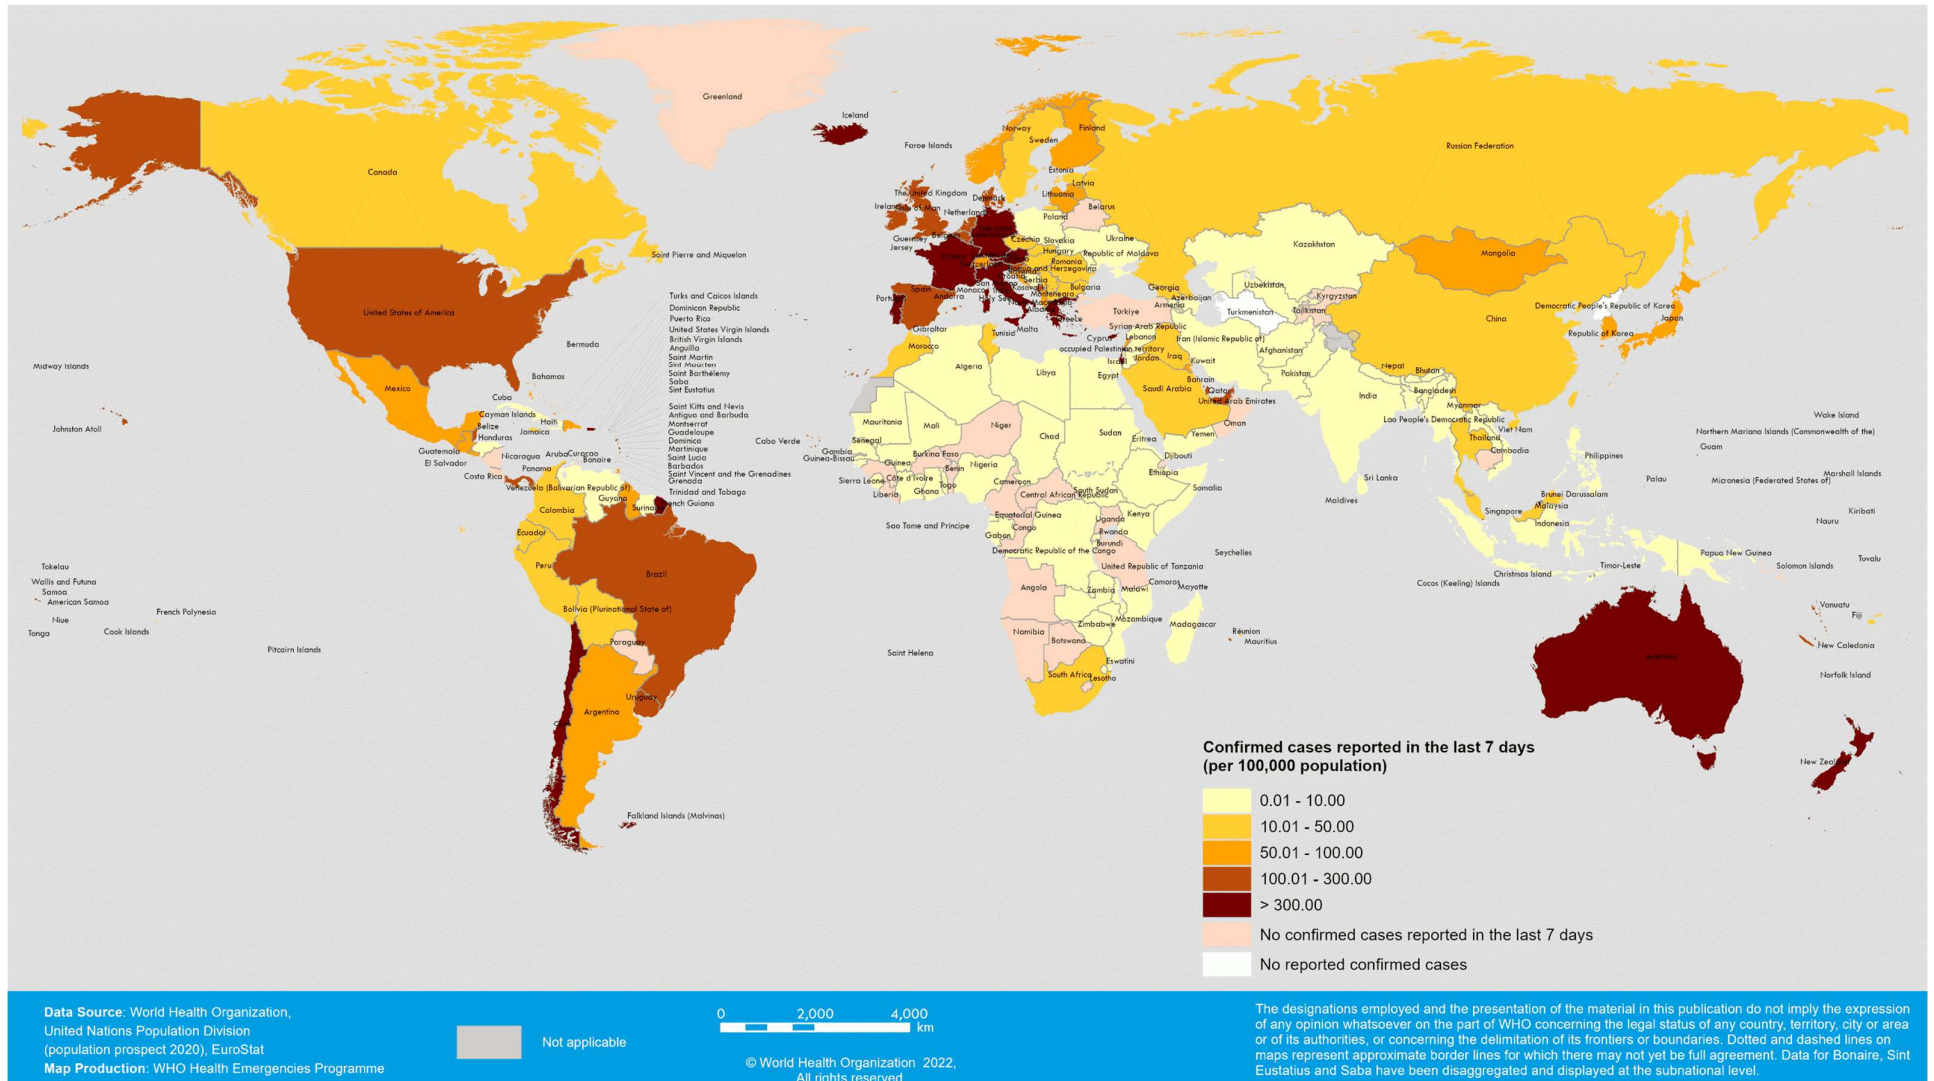 Greenland
Iceland
Faroe Islands
Norway
Sweden
Finland
Russian Federation
Canada
Estonia
Latvia
Lithuania
The United Kingdom
Denmark
Isle of Man
Netherland
Belarus
Poland
Guernsey
Jersey
Czechia
Slovakia
Ukraine
Hungary
Republic of Moldova
Kazakhstan
Mongolia
Saint Pierre and Miquelon
Romania
Serbia
Bulgaria
Montenegro
Monaco
Andorra
Spain
Georgia
Uzbekistan
Azerbaijan
Armenia
Kyrgyzstan
Türkiye
Turkmenistan
Tajikistan
Democratic People's Republic of Korea
China
Japan
Republic of Korea
United States of America
Turks and Caicos Islands
Dominican Republic
Puerto Rico
United States Virgin Islands
British Virgin Islands
Anguilla
Saint Martin
Sint Maarten
Saint Barthélemy
Saba
Sint Eustatius
Saint Kitts and Nevis
Antigua and Barbuda
Montserrat
Guadeloupe
Dominica
Martinique
Saint Lucia
Barbados
Saint Vincent and the Grenadines
Grenada
Trinidad and Tobago
Bermuda
Midway Islands
Bahamas
Mexico
Cuba
Cayman Islands
Haiti
Belize
Jamaica
Honduras
Johnston Atoll
Guatemala
El Salvador
Nicaragua
Aruba
Curacao
Bonaire
Costa Rica
Panama
Venezuela (Bolivarian Republic of)
Guyana
Colombia
Ecuador
Peru
Brazil
Bolivia (Plurinational State of)
Paraguay
Uruguay
Argentina
Falkland Islands (Malvinas)
Gibraltar
Tunisia
Malta
Cyprus
Syrian Arab Republic
Lebanon
occupied Palestinian territory
Jordan
Iraq
Iran (Islamic Republic of)
Kuwait
Afghanistan
Morocco
Algeria
Libya
Egypt
Bahrain
Qatar
Saudi Arabia
United Arab Emirates
Oman
Yemen
Pakistan
Nepal
Bhutan
Bangladesh
India
Myanmar
Lao People's Democratic Republic
Viet Nam
Thailand
Cambodia
Philippines
Cabo Verde
Mauritania
Mali
Niger
Chad
Sudan
Eritrea
Senegal
Gambia
Guinea-Bissau
Guinea
Burkina Faso
Benin
Nigeria
Djibouti
Ethiopia
Somalia
Sierra Leone
Côte d'Ivoire
Liberia
Ghana
Togo
Cameroon
South Sudan
Central African Republic
Equatorial Guinea
Sao Tome and Principe
Gabon
Congo
Uganda
Kenya
Rwanda
Burundi
Democratic Republic of the Congo
United Republic of Tanzania
Seychelles
Angola
Zambia
Malawi
Comoros
Mayotte
Mozambique
Zimbabwe
Madagascar
Namibia
Botswana
Réunion
Mauritius
Saint Helena
Eswatini
South Africa
Lesotho
Sri Lanka
Maldives
Brunei Darussalam
Malaysia
Singapore
Indonesia
Palau
Wake Island
Northern Mariana Islands (Commonwealth of the)
Guam
Marshall Islands
Micronesia (Federated States of)
Kiribati
Nauru
Papua New Guinea
Tuvalu
Solomon Islands
Timor-Leste
Christmas Island
Cocos (Keeling) Islands
Vanuatu
Fiji
New Caledonia
Norfolk Island
Tokelau
Wallis and Futuna
Samoa
American Samoa
Niue
Tonga
Cook Islands
French Polynesia
Pitcairn Islands
Confirmed cases reported in the last 7 days
(per 100,000 population)
0.01 - 10.00
10.01 - 50.00
50.01 - 100.00
100.01 - 300.00
> 300.00
No confirmed cases reported in the last 7 days
No reported confirmed cases
Data Source: World Health Organization,
United Nations Population Division
(population prospect 2020), EuroStat
Map Production: WHO Health Emergencies Programme
Not applicable
0 2,000 4,000
km
© World Health Organization 2022,
All rights reserved
The designations employed and the presentation of the material in this publication do not imply the expression
of any opinion whatsoever on the part of WHO concerning the legal status of any country, territory, city or area
or of its authorities, or concerning the delimitation of its frontiers or boundaries. Dotted and dashed lines on
maps represent approximate border lines for which there may not yet be full agreement. Data for Bonaire, Sint
Eustatius and Saba have been disaggregated and displayed at the subnational level.